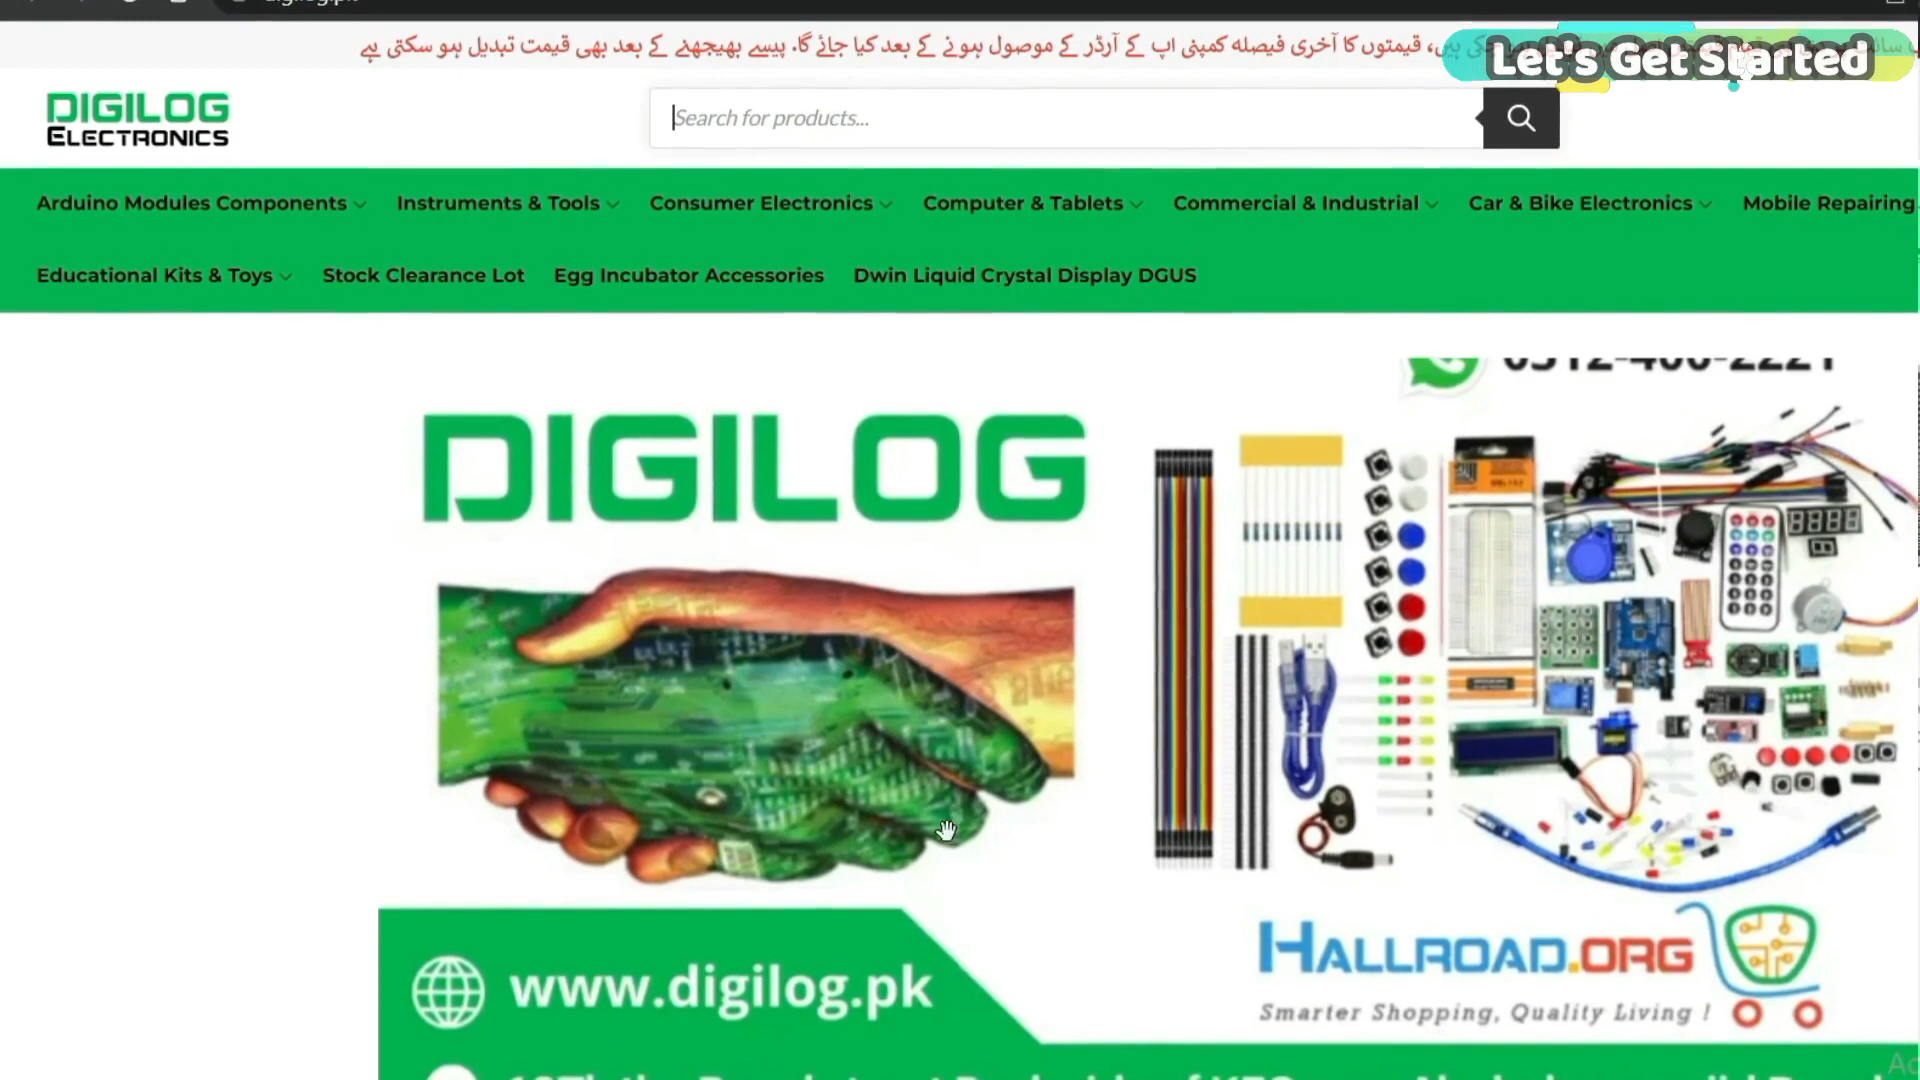 قیمتوں کا آخری فیصلہ کمپنی اپ کے آرڈر کے موصول ہونے کے بعد کیا جائے گا۔ پیسے بھیجھنے کے بعد بھی قیمت تبدیل ہو سکتی ہے
Let's Get Started
DIGILOG
ELECTRONICS
Search for products...
Arduino Modules Components Instruments & Tools Consumer Electronics Computer & Tablets Commercial & Industrial Car & Bike Electronics Mobile Repairing
Educational Kits & Toys Stock Clearance Lot Egg Incubator Accessories Dwin Liquid Crystal Display DGUS
DIGILOG
www.digilog.pk
HALLROAD.ORG
Smarter Shopping, Quality Living !